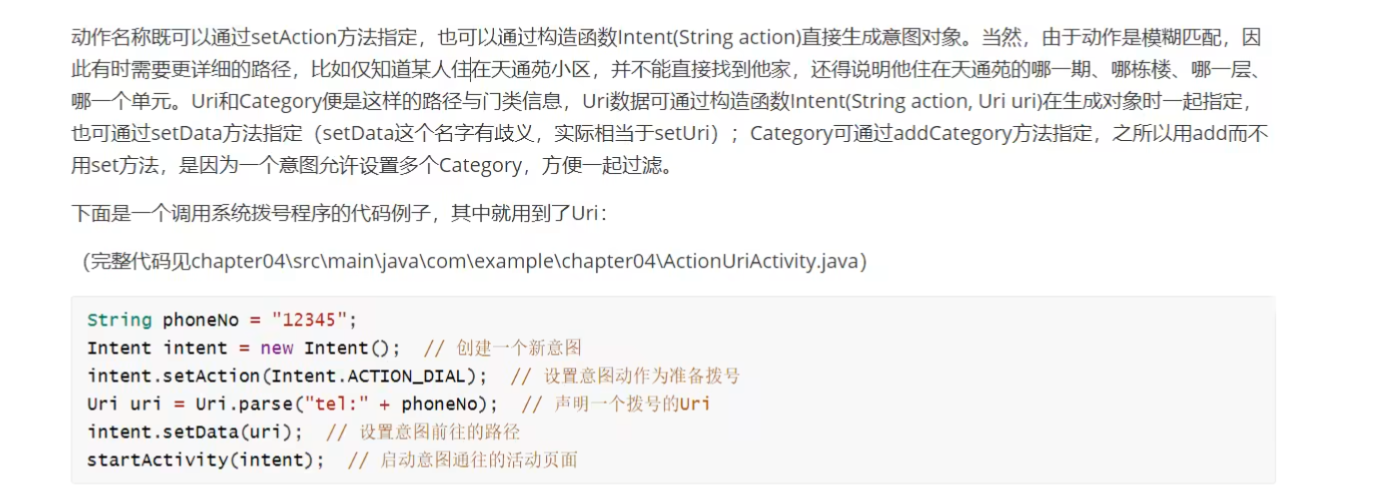 动作名称既可以通过setAction方法指定，也可以通过构造函数Intent(String action)直接生成意图对象。当然，由于动作是模糊匹配，因
此有时需要更详细的路径，比如仅知道某人住在天通苑小区，并不能直接找到他家，还得说明他住在天通苑的哪一期、哪栋楼、哪一层、
哪一个单元。Uri和Category便是这样的路径与门类信息，Uri数据可通过构造函数Intent(String action, Uri uri)在生成对象时一起指定，
也可通过setData方法指定（setData这个名字有歧义，实际相当于setUri）；Category可通过addCategory方法指定，之所以用add而不
用set方法，是因为一个意图允许设置多个Category，方便一起过滤。
下面是一个调用系统拨号程序的代码例子，其中就用到了Uri：
（完整代码见chapter04\src\main\java\com\example\chapter04\ActionUriActivity.java）
String phoneNo = "12345";
Intent intent = new Intent();  // 创建一个新意图
intent.setAction(Intent.ACTION_DIAL);  // 设置意图动作为准备拨号
Uri uri = Uri.parse("tel:" + phoneNo);  // 声明一个拨号的Uri
intent.setData(uri);  // 设置意图前往的路径
startActivity(intent);  // 启动意图通往的活动页面